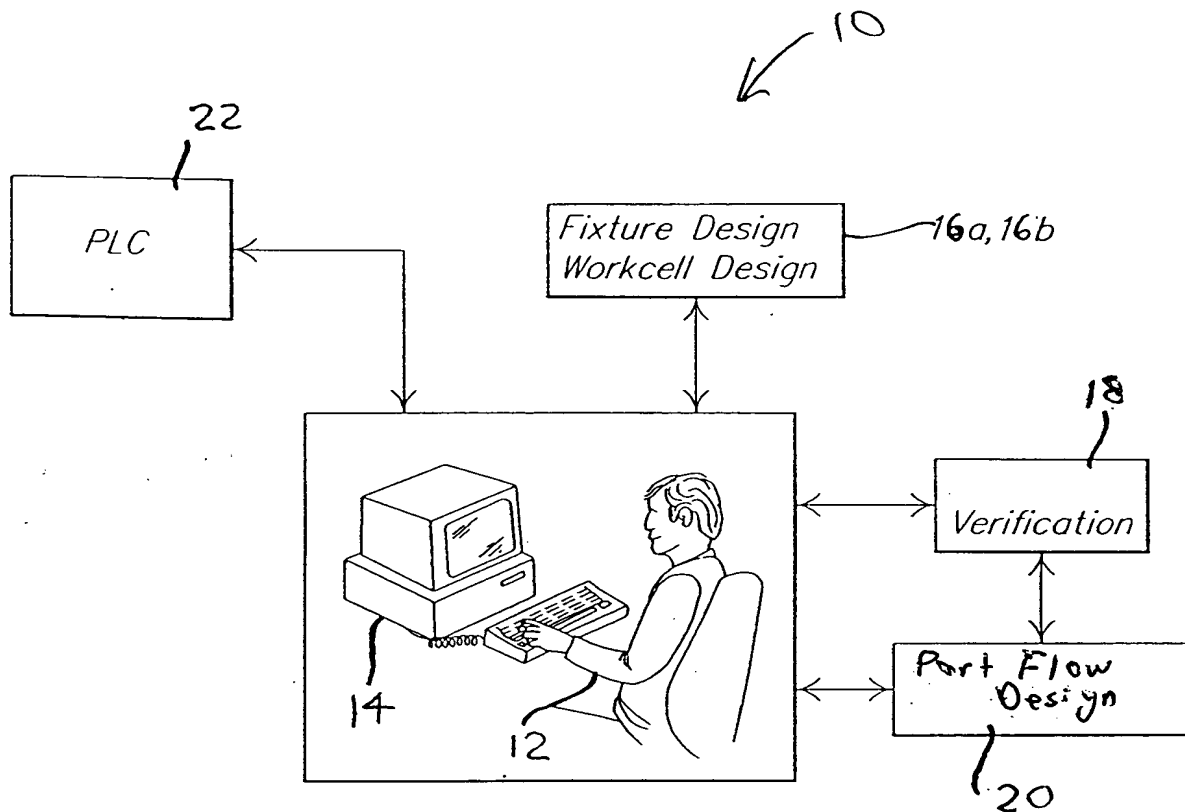 10
22
PLC
Fixture Design
Workcell Design
16a, 16b
18
Verification
Part Flow
Design
14
12
20